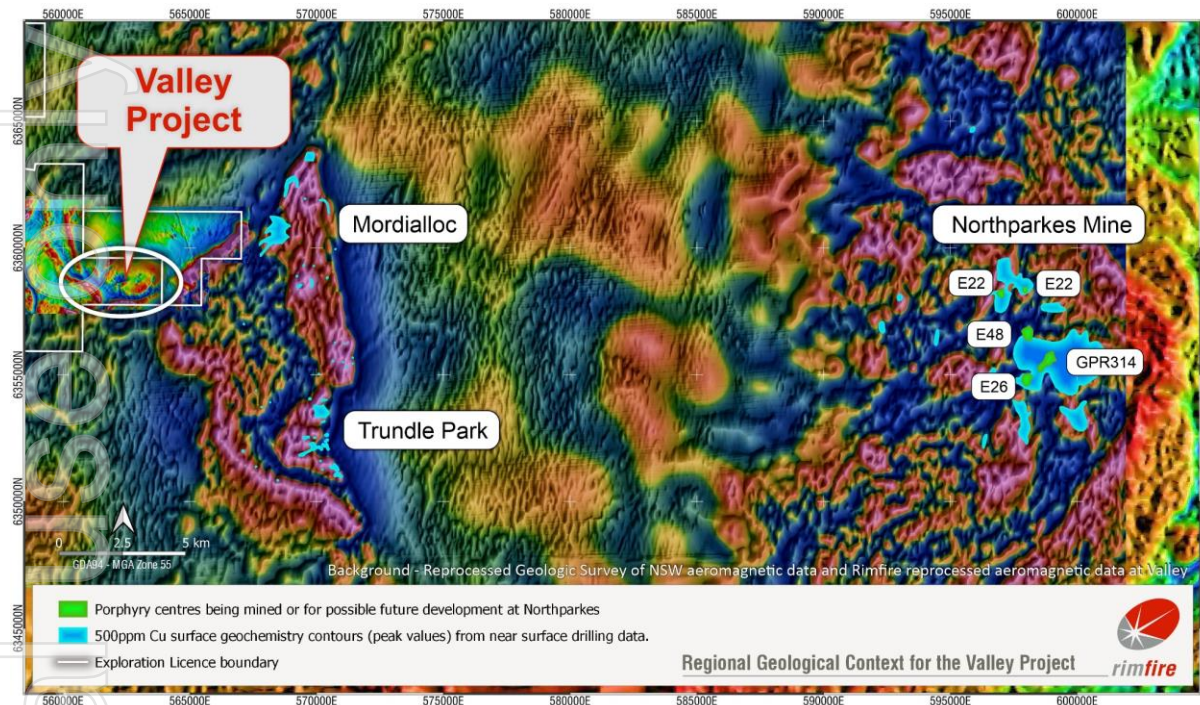 560000E 565000E 570000E 575000E 580000E 585000E 590000E 595000E 600000E
Valley
Project
6365000N
Mordialloc
Northparkes Mine
6360000N
E22
E22
E48
GPR314
6355000N
E26
Trundle Park
6350000N
0 2.5 5 km
GDA94 - MGA Zone 55
Background - Reprocessed Geologic Survey of NSW aeromagnetic data and Rimfire reprocessed aeromagnetic data at Valley
Porphyry centres being mined or for possible future development at Northparkes
500ppm Cu surface geochemistry contours (peak values) from near surface drilling data.
Exploration Licence boundary
6345000N
Regional Geological Context for the Valley Project
rimfire
560000E 565000E 570000E 575000E 580000E 585000E 590000E 595000E 600000E